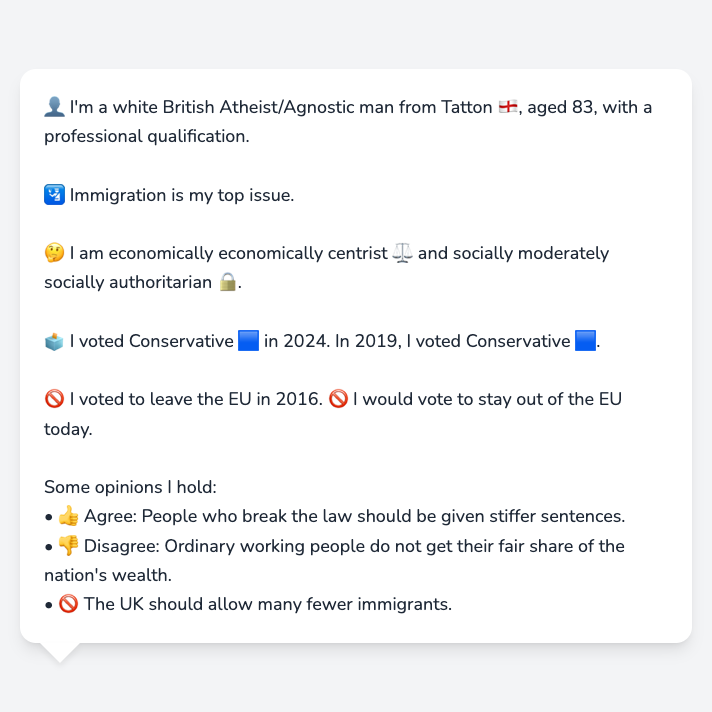 👤 I'm a white British Atheist/Agnostic man from Tatton 🏴󠁧󠁢󠁥󠁮󠁧󠁿, aged 83, with a
professional qualification.
🛂 Immigration is my top issue.
🤔 I am economically economically centrist ⚖️ and socially moderately
socially authoritarian 🔒.
🗳️ I voted Conservative 🟦 in 2024. In 2019, I voted Conservative 🟦.
🚫 I voted to leave the EU in 2016. 🚫 I would vote to stay out of the EU
today.
Some opinions I hold:
• 👍 Agree: People who break the law should be given stiffer sentences.
• 👎 Disagree: Ordinary working people do not get their fair share of the
nation's wealth.
• 🚫 The UK should allow many fewer immigrants.